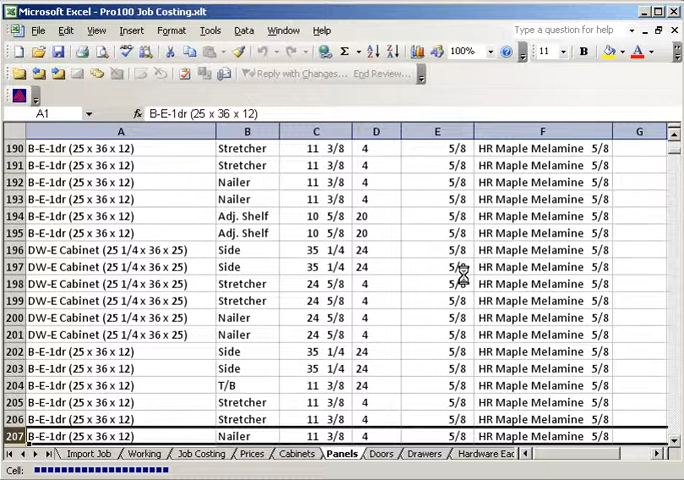 Microsoft Excel - Pro100 Job Costing.xlt
File Edit View Insert Format Tools Data Window Help Type a question for help
Σ 100% 11 B A
Reply with Changes... End Review...
A1 fx B-E-1dr (25 x 36 x 12)
A B C D E F G
190 B-E-1dr (25 x 36 x 12) Stretcher 11 3/8 4 5/8 HR Maple Melamine 5/8
191 B-E-1dr (25 x 36 x 12) Stretcher 11 3/8 4 5/8 HR Maple Melamine 5/8
192 B-E-1dr (25 x 36 x 12) Nailer 11 3/8 4 5/8 HR Maple Melamine 5/8
193 B-E-1dr (25 x 36 x 12) Nailer 11 3/8 4 5/8 HR Maple Melamine 5/8
194 B-E-1dr (25 x 36 x 12) Adj. Shelf 10 5/8 20 5/8 HR Maple Melamine 5/8
195 B-E-1dr (25 x 36 x 12) Adj. Shelf 10 5/8 20 5/8 HR Maple Melamine 5/8
196 DW-E Cabinet (25 1/4 x 36 x 25) Side 35 1/4 24 5/8 HR Maple Melamine 5/8
197 DW-E Cabinet (25 1/4 x 36 x 25) Side 35 1/4 24 5/8 HR Maple Melamine 5/8
198 DW-E Cabinet (25 1/4 x 36 x 25) Stretcher 24 5/8 4 5/8 HR Maple Melamine 5/8
199 DW-E Cabinet (25 1/4 x 36 x 25) Stretcher 24 5/8 4 5/8 HR Maple Melamine 5/8
200 DW-E Cabinet (25 1/4 x 36 x 25) Nailer 24 5/8 4 5/8 HR Maple Melamine 5/8
201 DW-E Cabinet (25 1/4 x 36 x 25) Nailer 24 5/8 4 5/8 HR Maple Melamine 5/8
202 B-E-1dr (25 x 36 x 12) Side 35 1/4 24 5/8 HR Maple Melamine 5/8
203 B-E-1dr (25 x 36 x 12) Side 35 1/4 24 5/8 HR Maple Melamine 5/8
204 B-E-1dr (25 x 36 x 12) T/B 11 3/8 24 5/8 HR Maple Melamine 5/8
205 B-E-1dr (25 x 36 x 12) Stretcher 11 3/8 4 5/8 HR Maple Melamine 5/8
206 B-E-1dr (25 x 36 x 12) Stretcher 11 3/8 4 5/8 HR Maple Melamine 5/8
207 B-E-1dr (25 x 36 x 12) Nailer 11 3/8 4 5/8 HR Maple Melamine 5/8
Import Job Working Job Costing Prices Cabinets Panels Doors Drawers Hardware Eac
Cell: